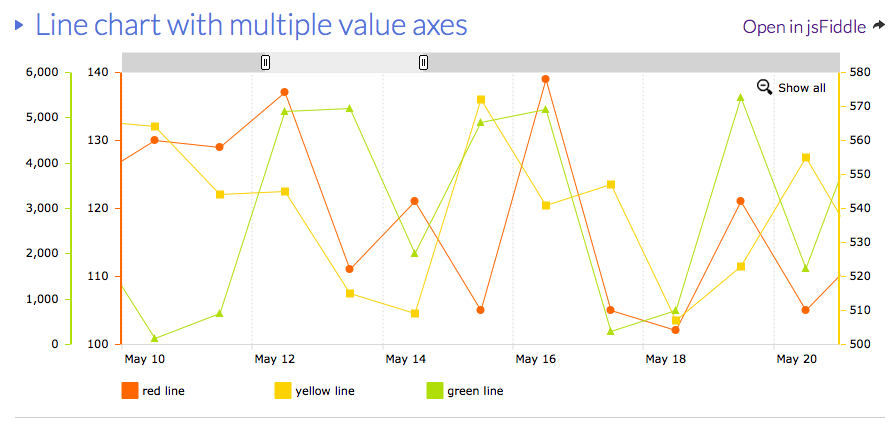 Line chart with multiple value axes
Open in jsFiddle
Show all
6,000
5,000
4,000
3,000
2,000
1,000
0
140
130
120
110
100
580
570
560
550
540
530
520
510
500
May 10
May 12
May 14
May 16
May 18
May 20
red line
yellow line
green line